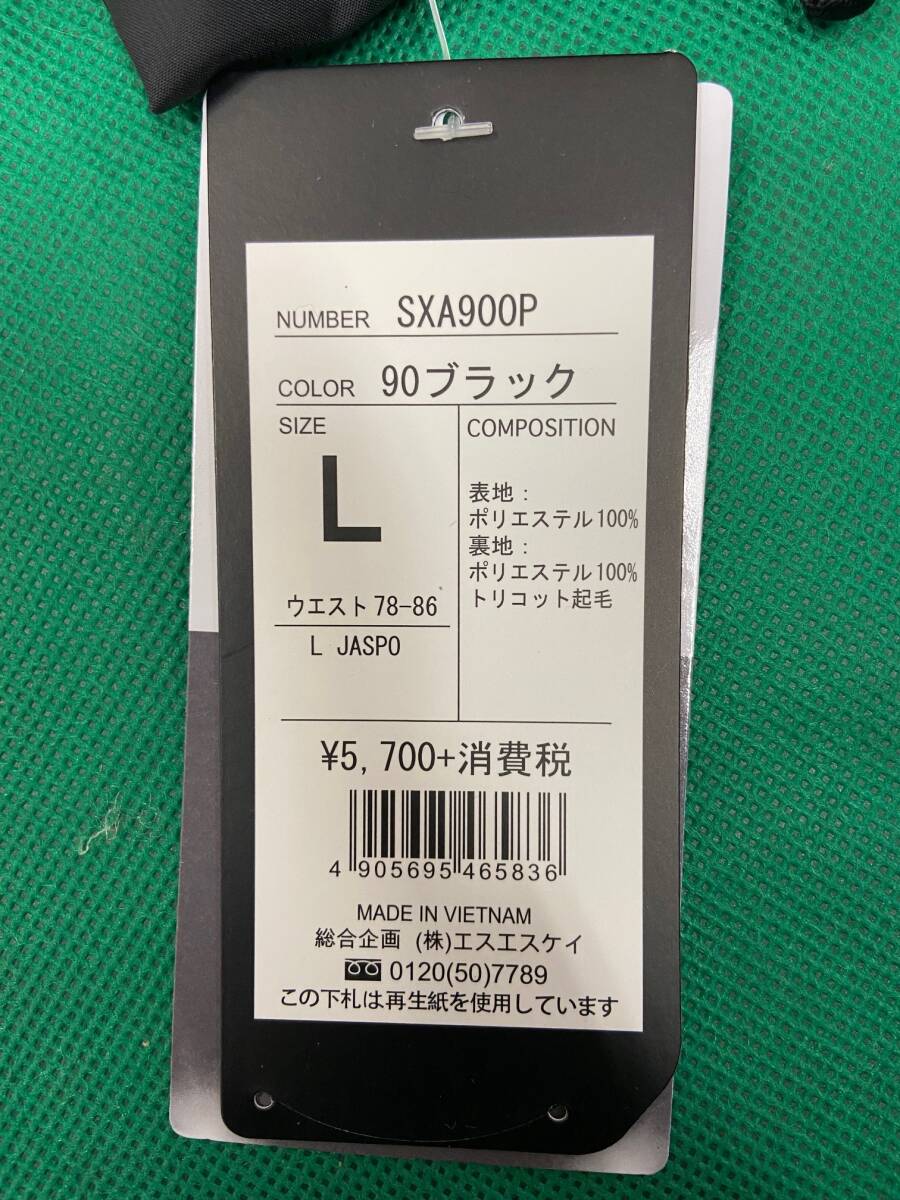 NUMBER SXA900P
COLOR 90ブラック
SIZE
L
ウエスト78-86
L JASPO
COMPOSITION
表地:
ポリエステル100%
裏地:
ポリエステル100%
トリコット起毛
¥5,700+消費税
4 905695 465836
MADE IN VIETNAM
総合企画 (株)エスエスケイ
0120(50)7789
この下札は再生紙を使用しています